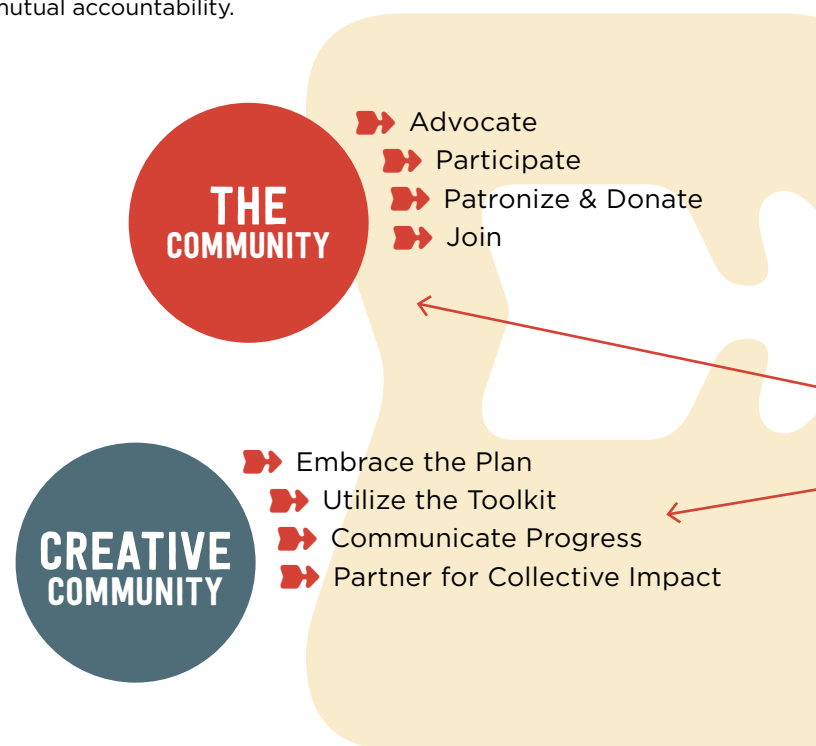 mutual accountability.
THE
COMMUNITY
Advocate
Participate
Patronize & Donate
Join
CREATIVE
COMMUNITY
Embrace the Plan
Utilize the Toolkit
Communicate Progress
Partner for Collective Impact